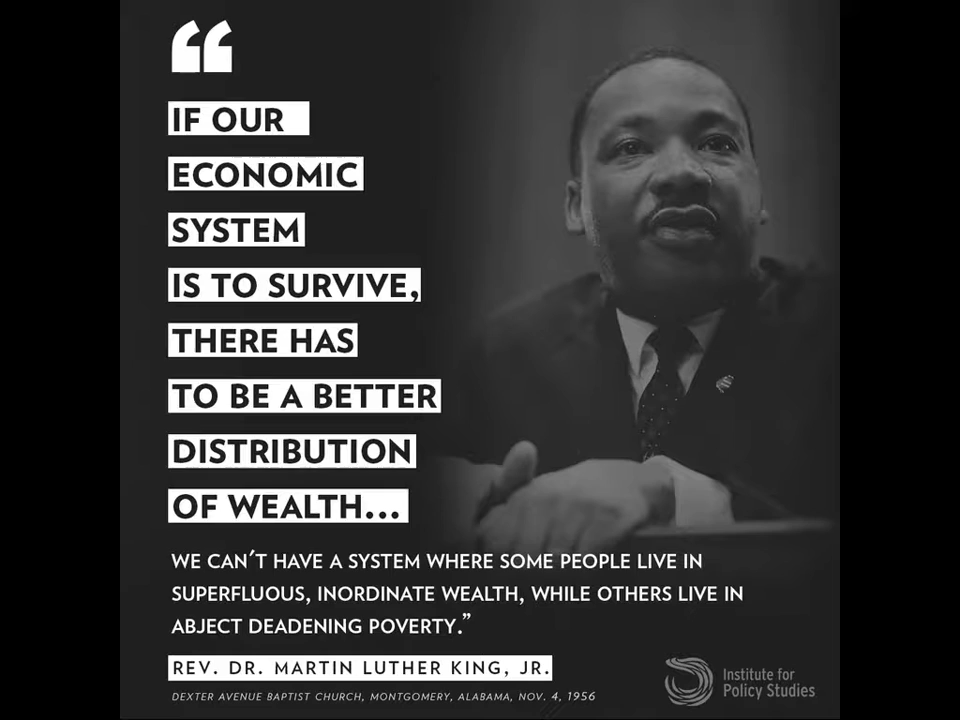 “
IF OUR
ECONOMIC
SYSTEM
IS TO SURVIVE,
THERE HAS
TO BE A BETTER
DISTRIBUTION
OF WEALTH...
WE CAN'T HAVE A SYSTEM WHERE SOME PEOPLE LIVE IN
SUPERFLUOUS, INORDINATE WEALTH, WHILE OTHERS LIVE IN
ABJECT DEADENING POVERTY.”
REV. DR. MARTIN LUTHER KING, JR.
DEXTER AVENUE BAPTIST CHURCH, MONTGOMERY, ALABAMA, NOV. 4, 1956
Institute for
Policy Studies